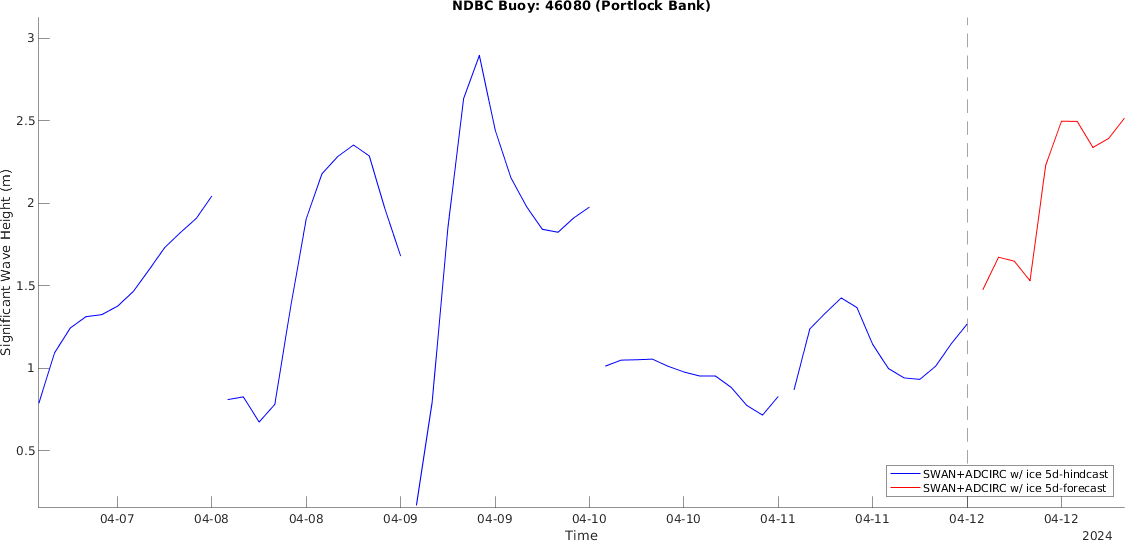 NDBC Buoy: 46080 (Portlock Bank)
Significant Wave Height (m)
3
2.5
2
1.5
1
0.5
SWAN+ADCIRC w/ ice 5d-hindcast
SWAN+ADCIRC w/ ice 5d-forecast
04-07 04-08 04-08 04-09 04-09 04-10 04-10 04-11 04-11 04-12 04-12
Time
2024